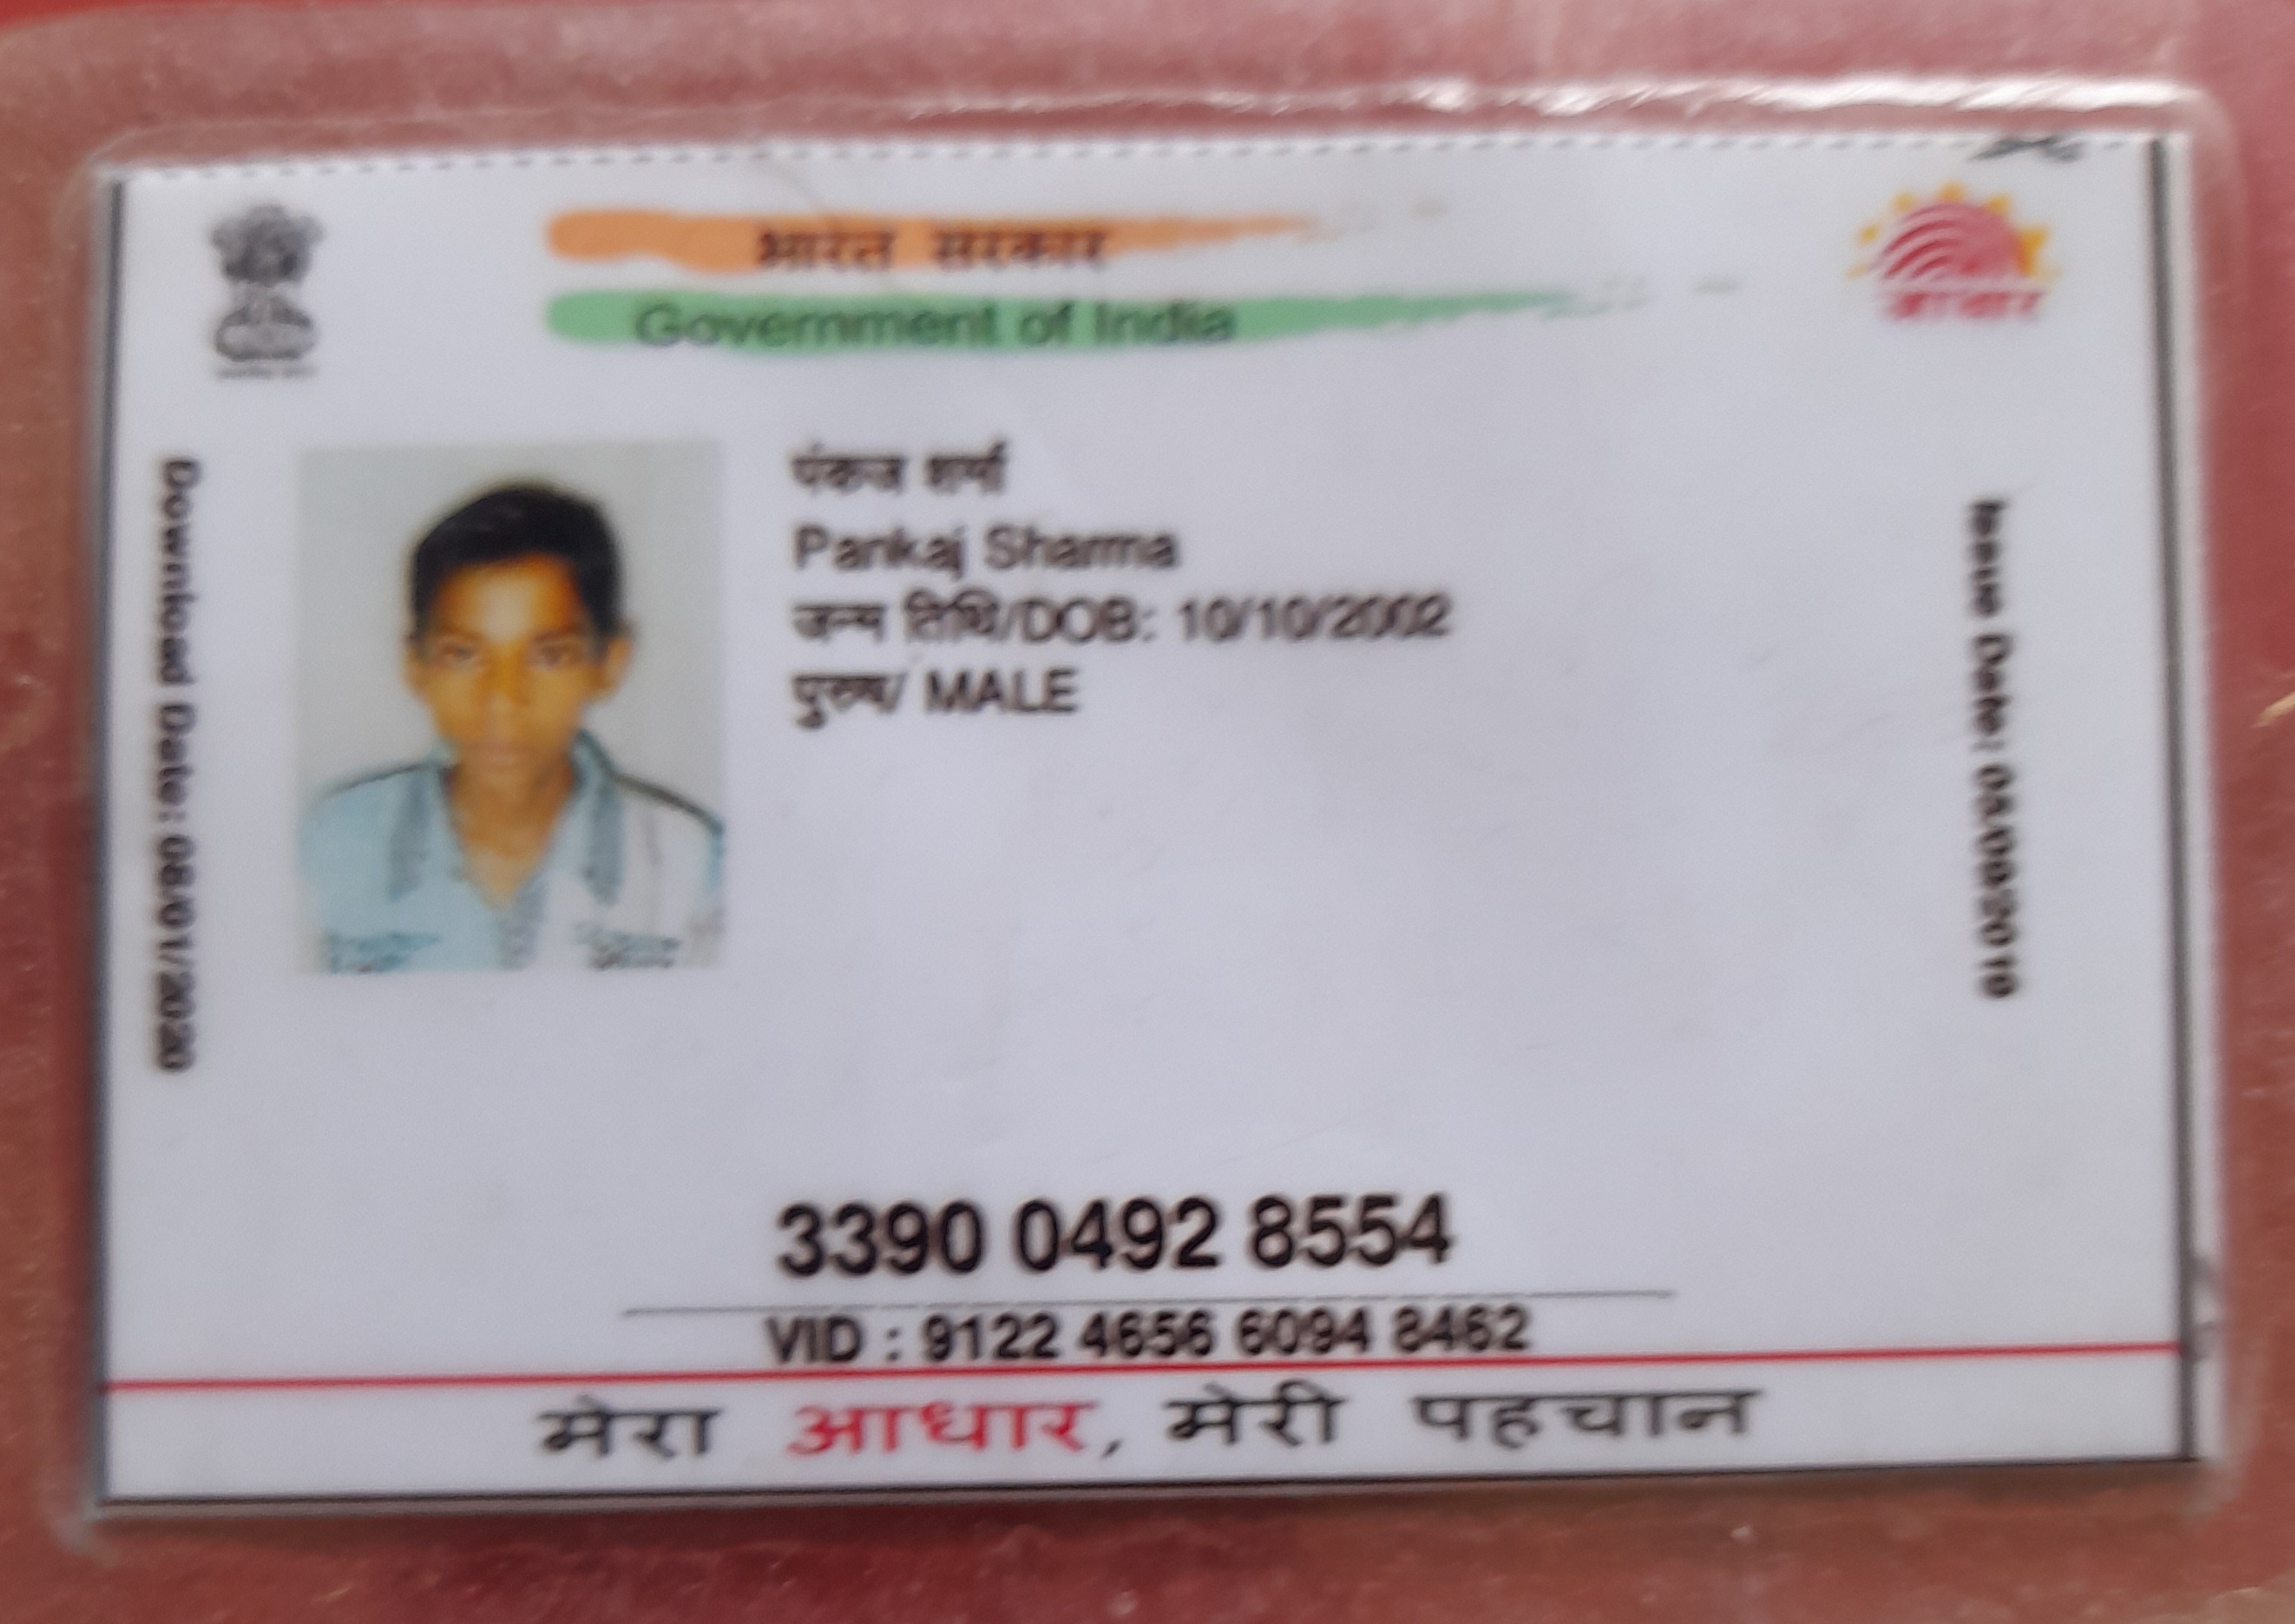 भारत सरकार
Government of India
आधार
पंकज शर्मा
Pankaj Sharma
जन्म तिथि/DOB: 10/10/2002
पुरुष/ MALE
Download Date: 08/01/2020
Issue Date:
3390 0492 8554
VID : 9122 4656 6094 8462
मेरा आधार, मेरी पहचान